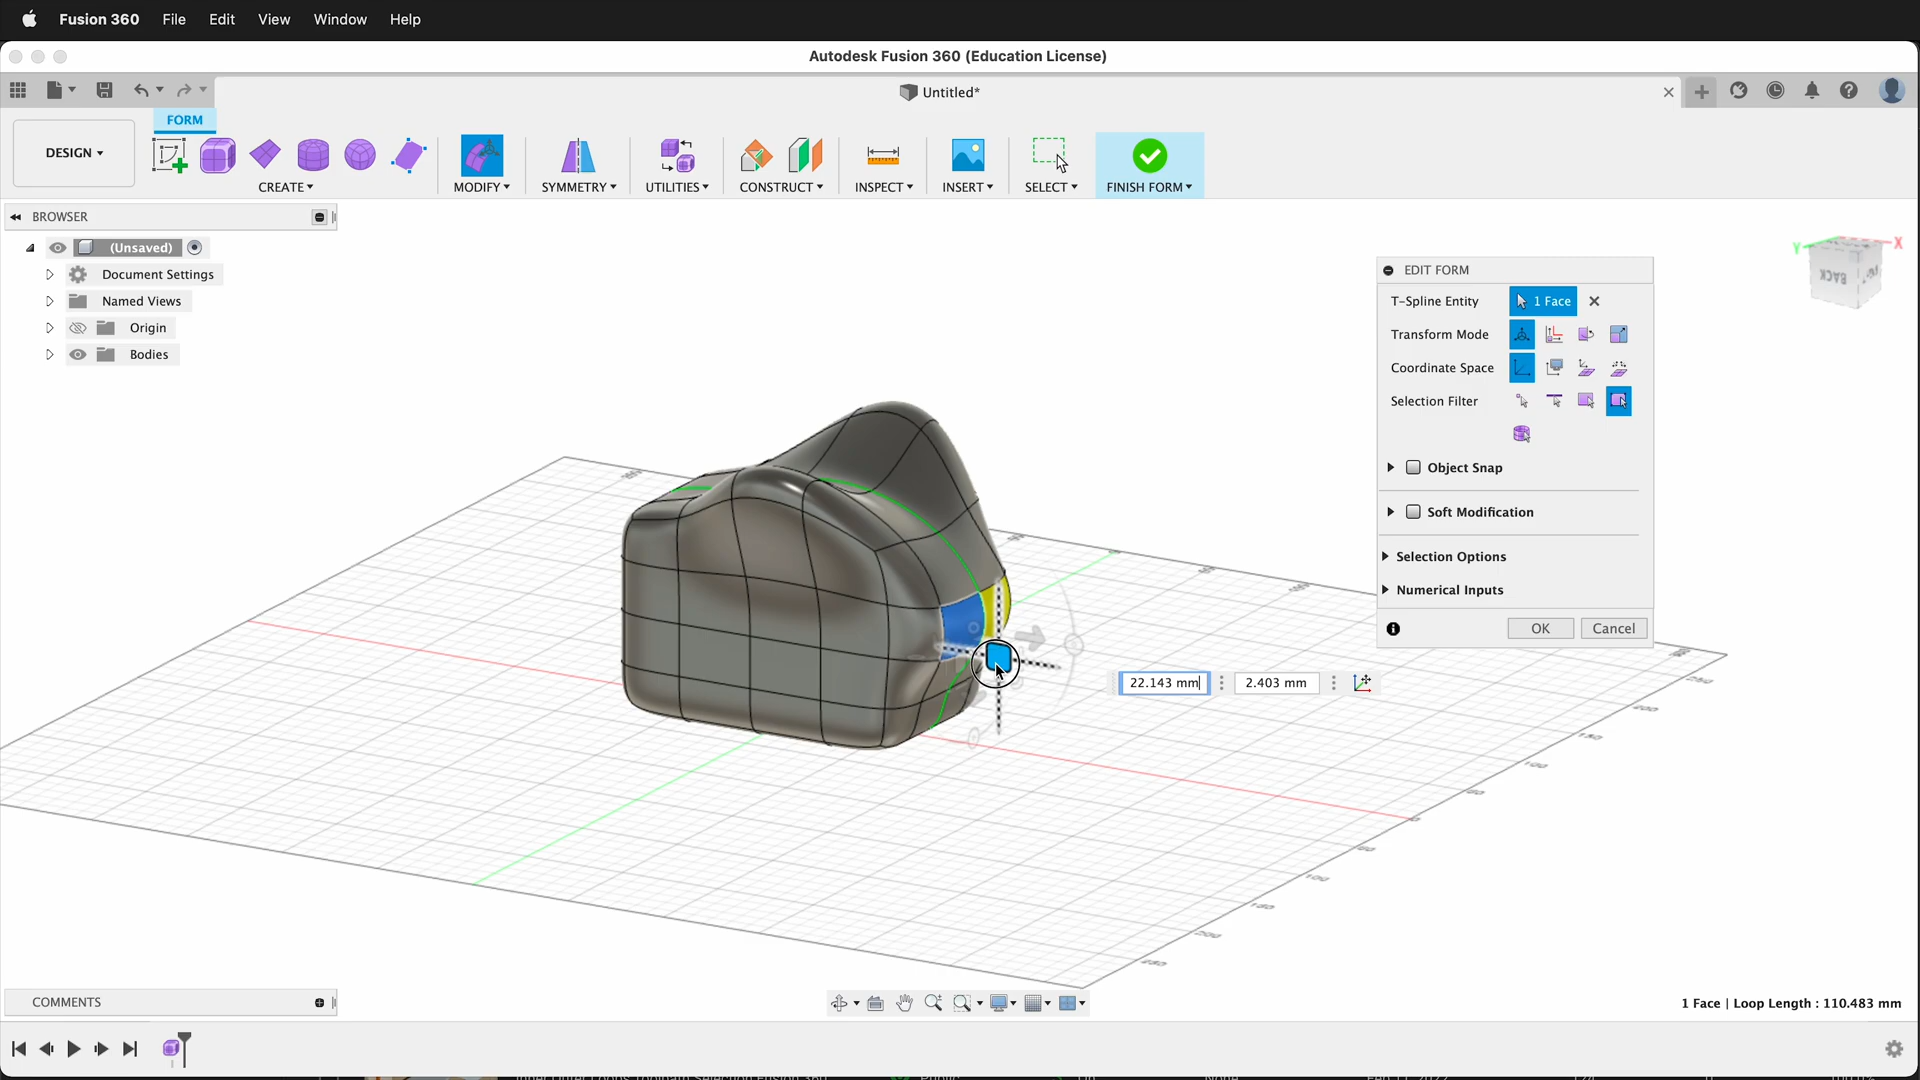 Fusion 360 File Edit View Window Help
Autodesk Fusion 360 (Education License)
Untitled*
FORM
DESIGN
CREATE MODIFY SYMMETRY UTILITIES CONSTRUCT INSPECT INSERT SELECT FINISH FORM
BROWSER
(Unsaved)
Document Settings
Named Views
Origin
Bodies
Y X
BACK
EDIT FORM
T-Spline Entity 1 Face
Transform Mode
Coordinate Space
Selection Filter
Object Snap
Soft Modification
Selection Options
Numerical Inputs
OK Cancel
22.143 mm 2.403 mm
COMMENTS
1 Face | Loop Length : 110.483 mm